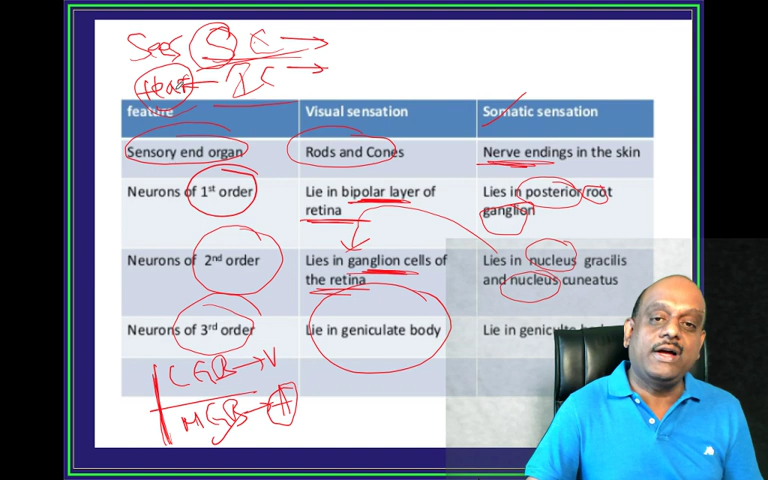 Sees S C
Hear I C
feature Visual sensation Somatic sensation
Sensory end organ Rods and Cones Nerve endings in the skin
Neurons of 1st order Lie in bipolar layer of Lies in posterior root
retina ganglion
Neurons of 2nd order Lies in ganglion cells of Lies in nucleus gracilis
the retina and nucleus cuneatus
Neurons of 3rd order Lie in geniculate body Lie in genicul
LGB V
MGB A